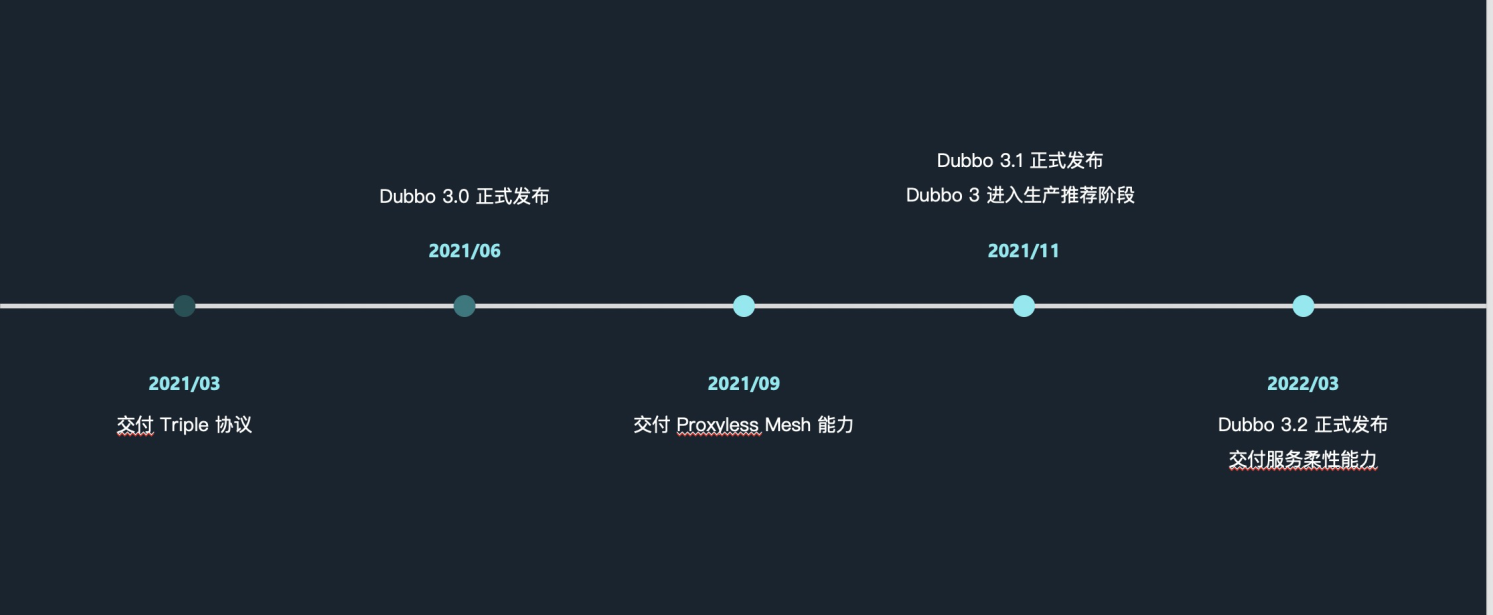 Dubbo 3.1 正式发布
Dubbo 3.0 正式发布
Dubbo 3 进入生产推荐阶段
2021/06
2021/11
2021/03
2021/09
2022/03
交付 Triple 协议
交付 Proxyless Mesh 能力
Dubbo 3.2 正式发布
交付服务柔性能力